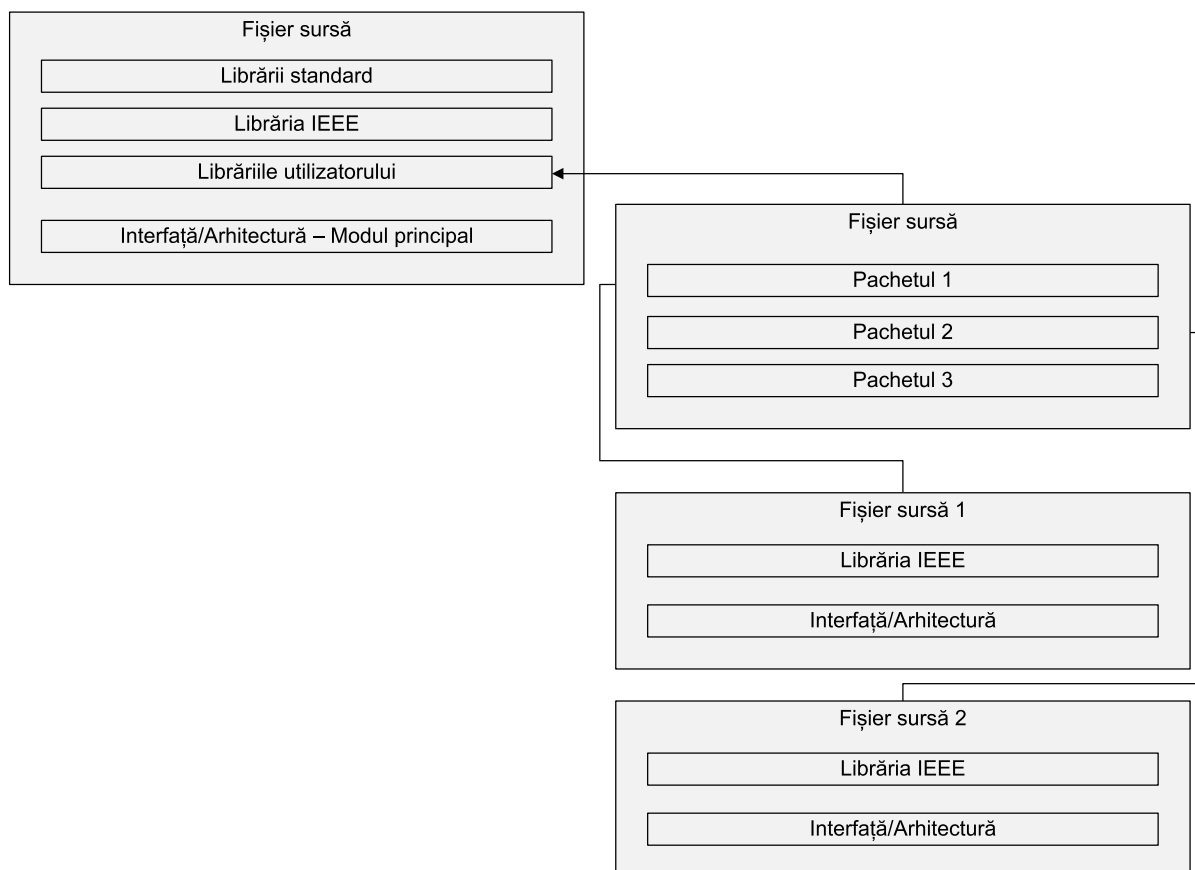 Fișier sursă
Librării standard
Librăria IEEE
Librăriile utilizatorului
Interfață/Arhitectură – Modul principal
Fișier sursă
Pachetul 1
Pachetul 2
Pachetul 3
Fișier sursă 1
Librăria IEEE
Interfață/Arhitectură
Fișier sursă 2
Librăria IEEE
Interfață/Arhitectură